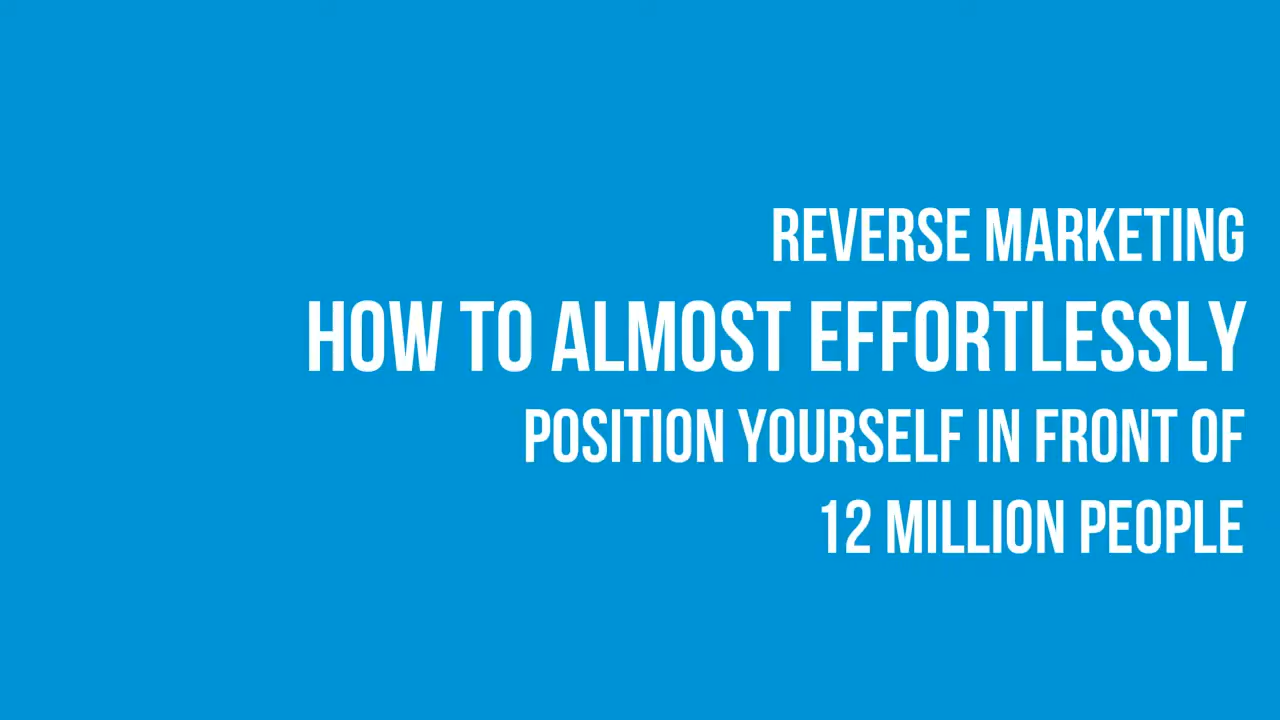 REVERSE MARKETING
HOW TO ALMOST EFFORTLESSLY
POSITION YOURSELF IN FRONT OF
12 MILLION PEOPLE